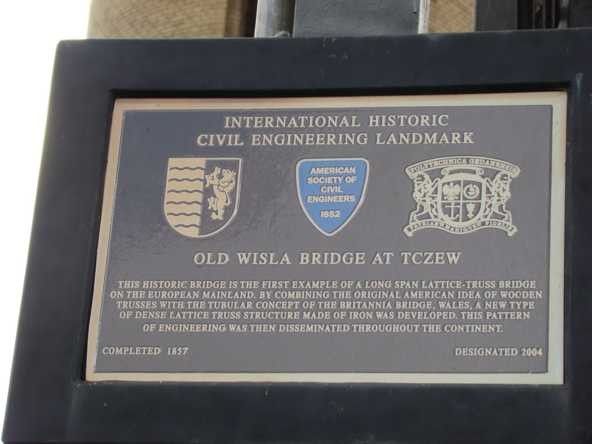 INTERNATIONAL HISTORIC
CIVIL ENGINEERING LANDMARK
AMERICAN
SOCIETY OF
CIVIL
ENGINEERS
1852
OLD WISLA BRIDGE AT TCZEW
THIS HISTORIC BRIDGE IS THE FIRST EXAMPLE OF A LONG SPAN LATTICE-TRUSS BRIDGE
ON THE EUROPEAN MAINLAND. BY COMBINING THE ORIGINAL AMERICAN IDEA OF WOODEN
TRUSSES WITH THE TUBULAR CONCEPT OF THE BRITANNIA BRIDGE, WALES, A NEW TYPE
OF DENSE LATTICE TRUSS STRUCTURE MADE OF IRON WAS DEVELOPED. THIS PATTERN
OF ENGINEERING WAS THEN DISSEMINATED THROUGHOUT THE CONTINENT.
COMPLETED 1857
DESIGNATED 2004